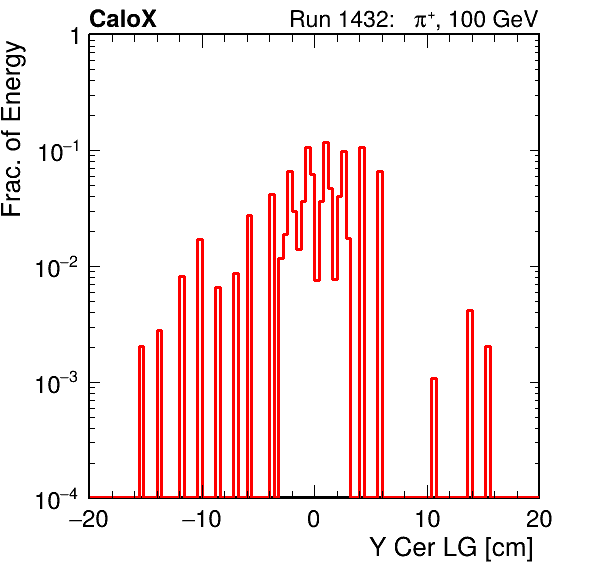 CaloX Run 1432: π⁺, 100 GeV
Frac. of Energy
1
10⁻¹
10⁻²
10⁻³
10⁻⁴
−20 −10 0 10 20
Y Cer LG [cm]